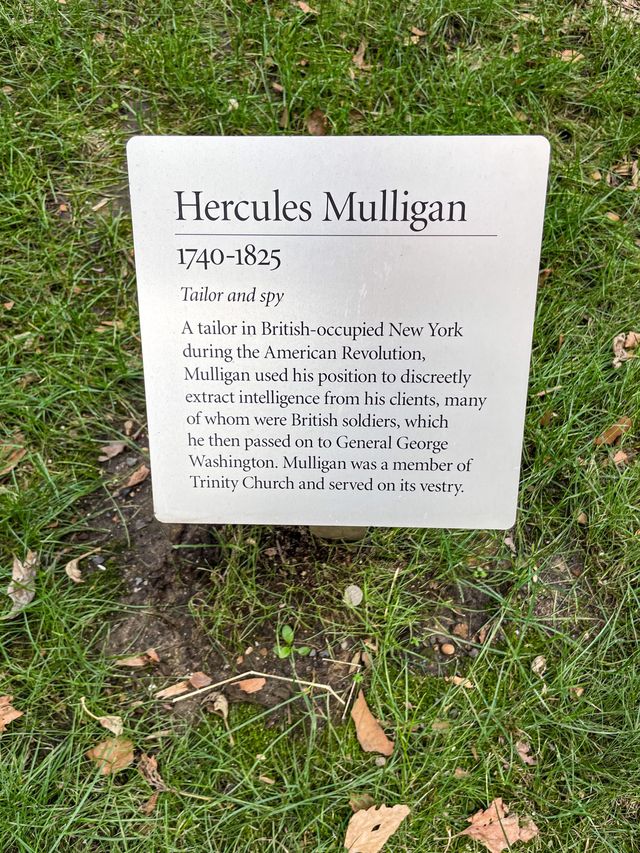 Hercules Mulligan
1740-1825
Tailor and spy
A tailor in British-occupied New York
during the American Revolution,
Mulligan used his position to discreetly
extract intelligence from his clients, many
of whom were British soldiers, which
he then passed on to General George
Washington. Mulligan was a member of
Trinity Church and served on its vestry.